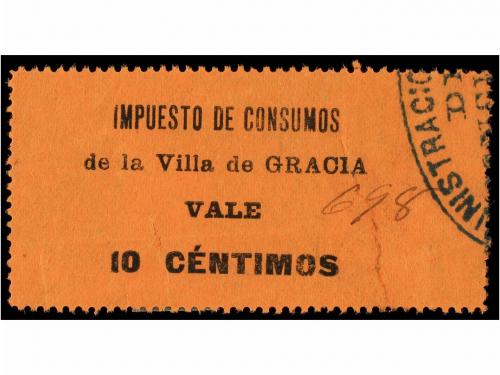 IMPUESTO DE CONSUMOS
de la Villa de GRACIA
VALE
698
10 CÉNTIMOS